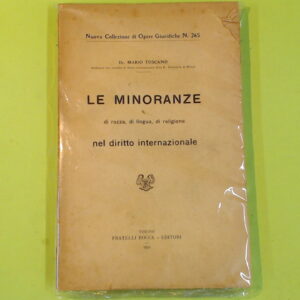 Nuova Collezione di Opere Giuridiche N. 265
Dr. MARIO TOSCANO
LE MINORANZE
di razza, di lingua, di religione
nel diritto internazionale
TORINO
FRATELLI BOCCA - EDITORI